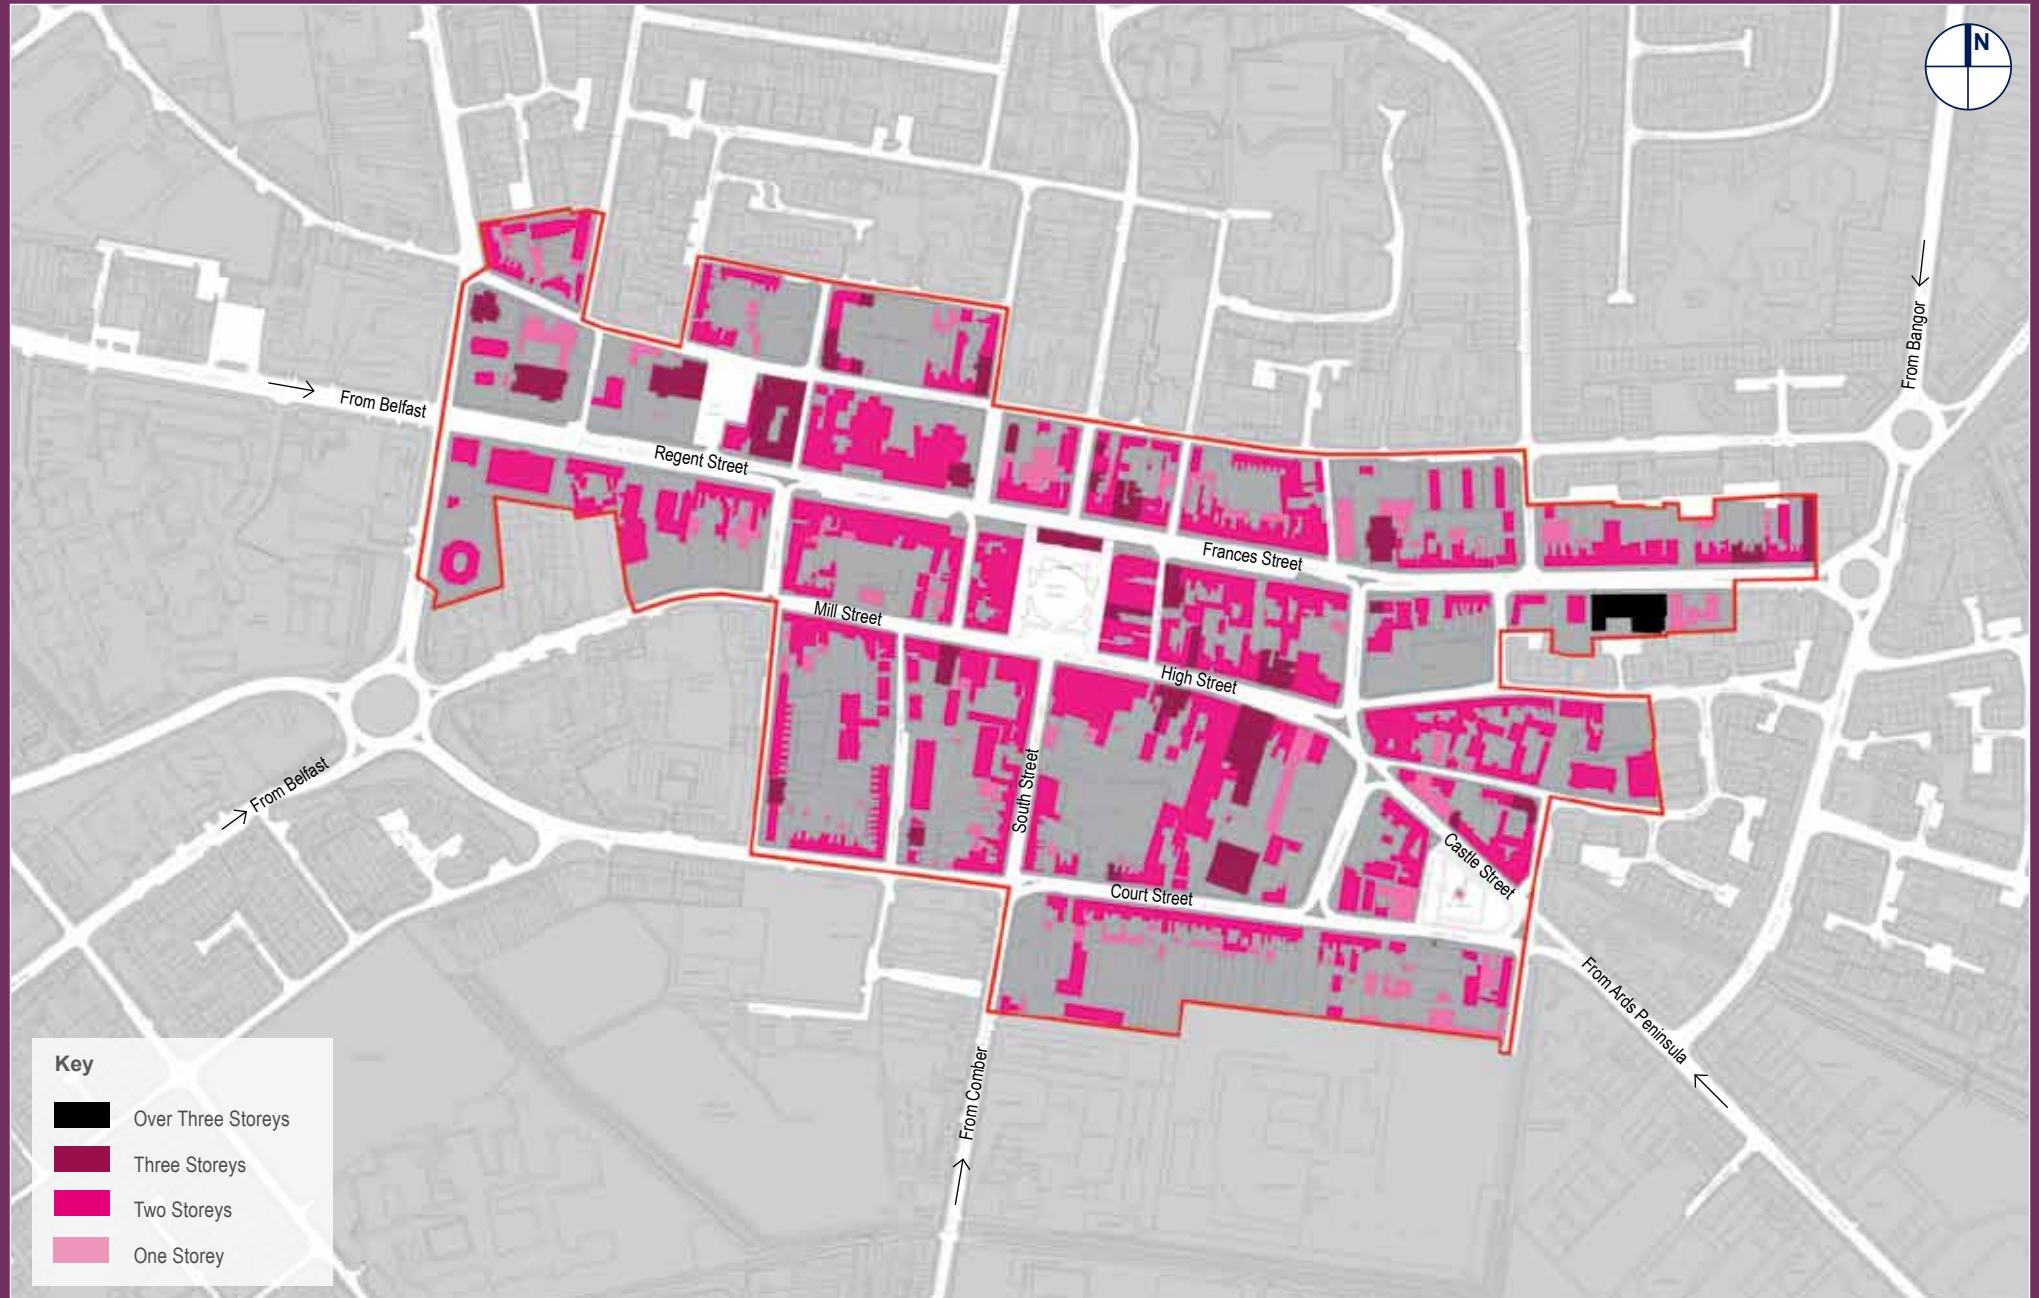 N
From Bangor
From Belfast
Regent Street
Frances Street
Mill Street
High Street
From Belfast
South Street
Castle Street
Court Street
From Ards Peninsula
From Comber
Key
Over Three Storeys
Three Storeys
Two Storeys
One Storey